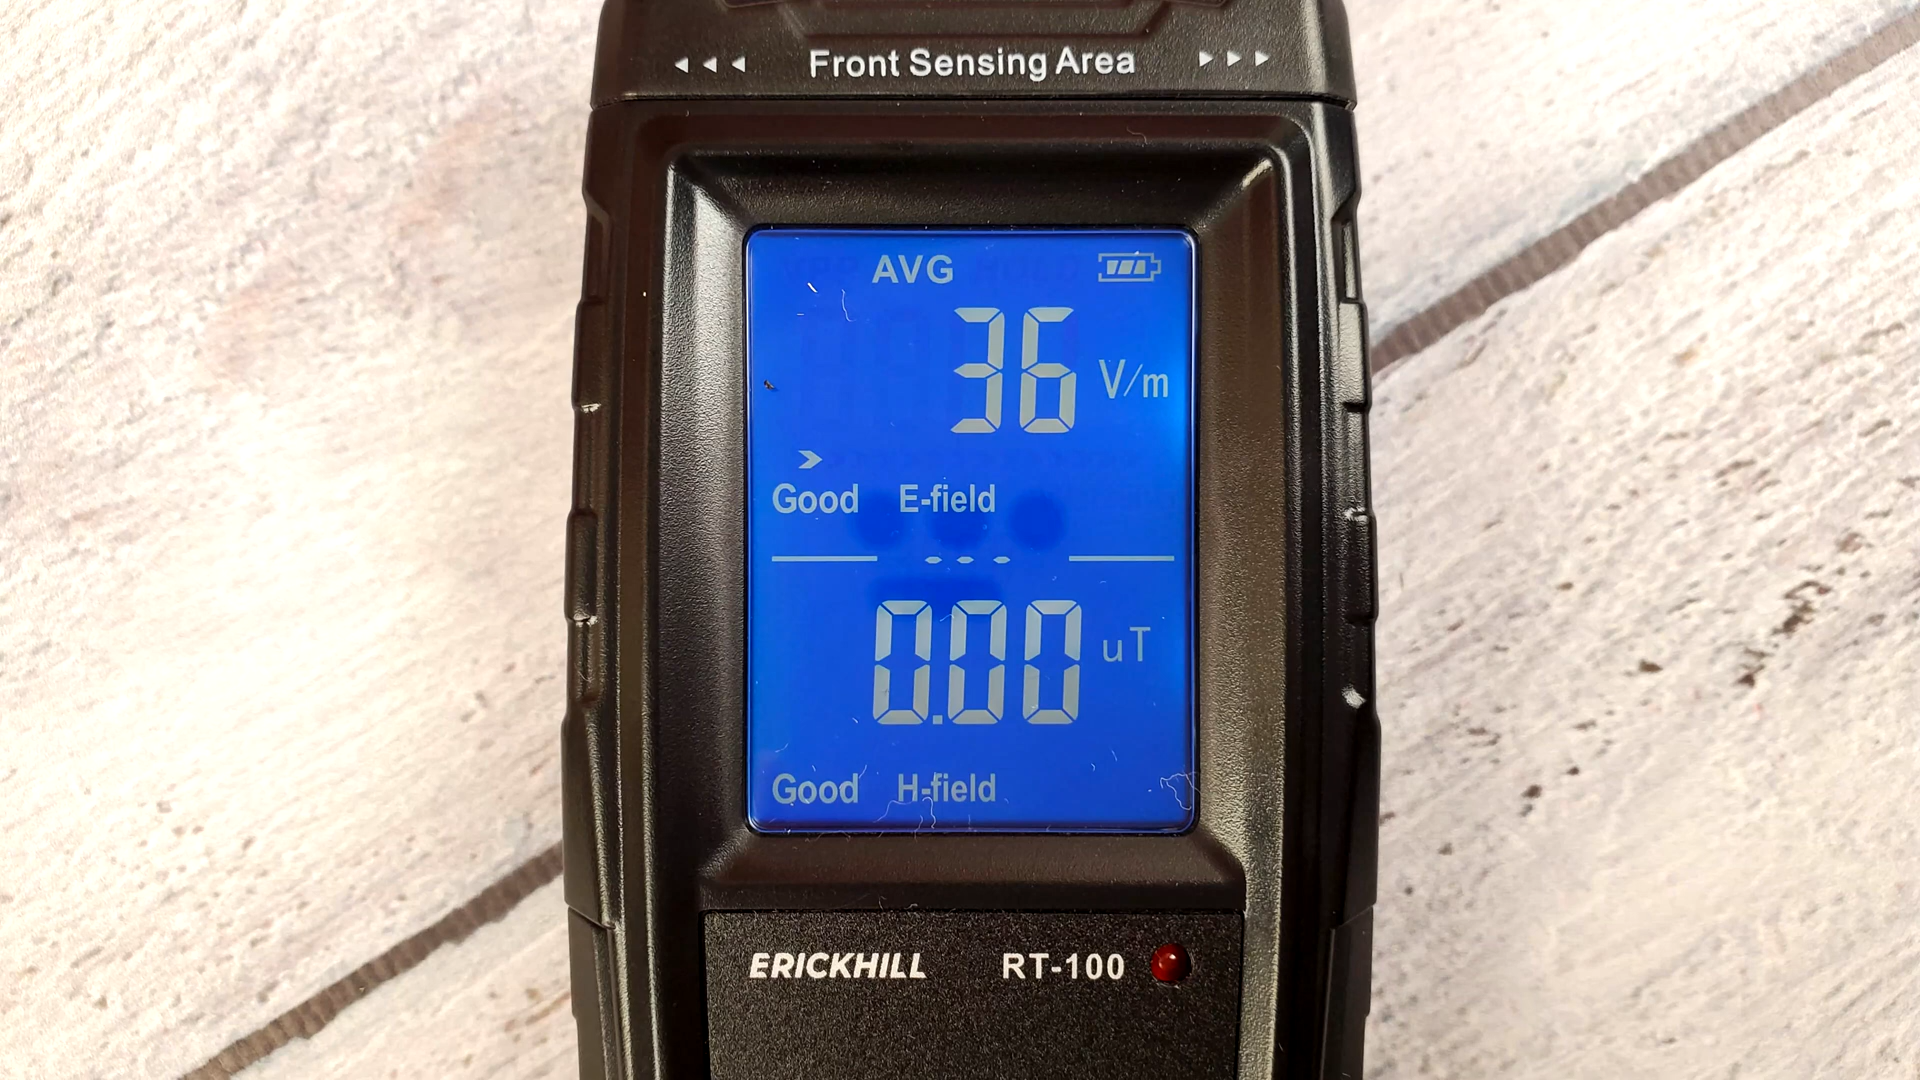 Front Sensing Area
AVG
36 V/m
Good E-field
0.00 uT
Good H-field
ERICKHILL RT-100